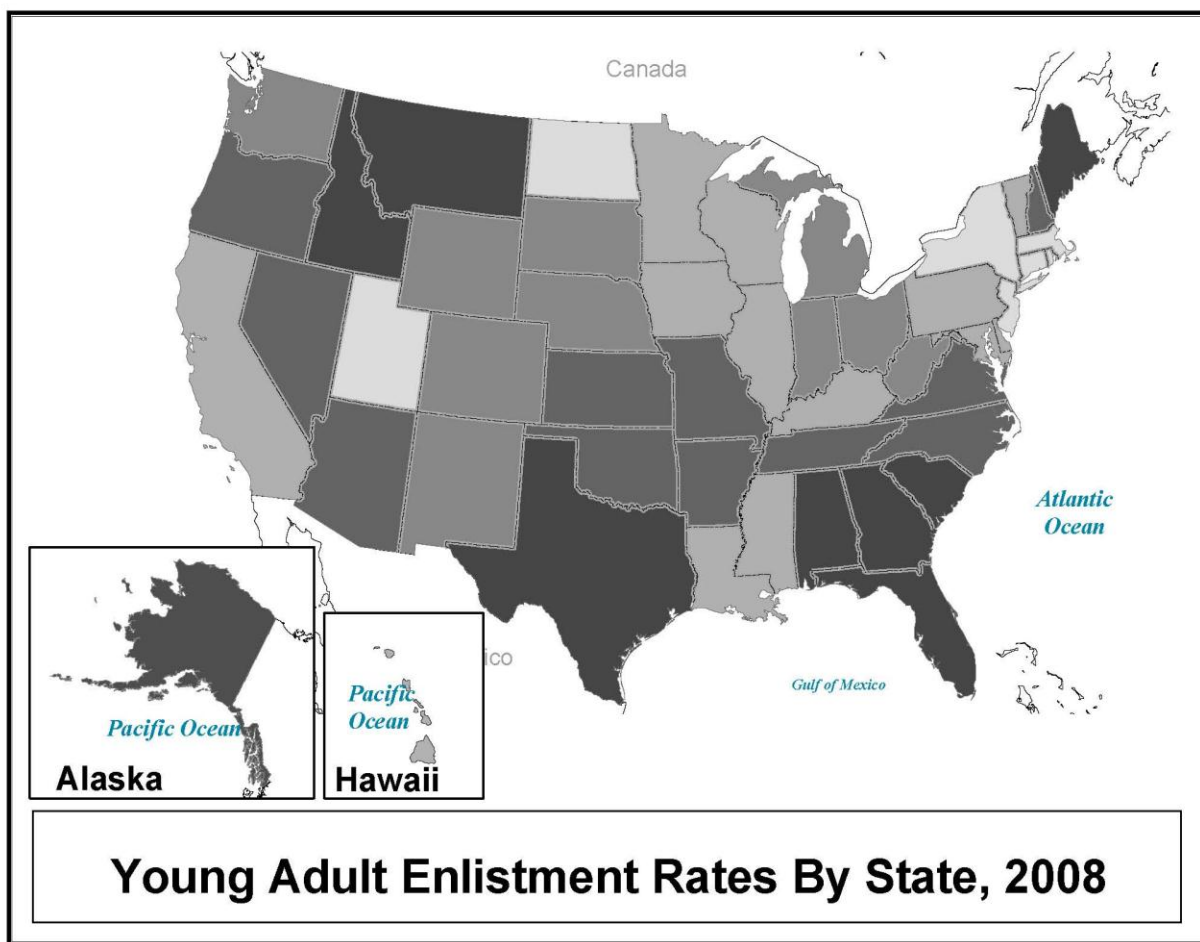 Canada
Atlantic
Ocean
ico
Gulf of Mexico
Pacific
Ocean
Pacific Ocean
Alaska
Hawaii
Young Adult Enlistment Rates By State, 2008